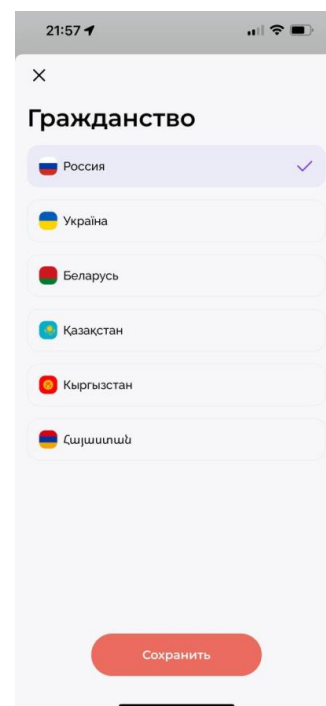 21:57
Гражданство
Россия
Україна
Беларусь
Қазақстан
Кыргызстан
Հայաստան
Сохранить